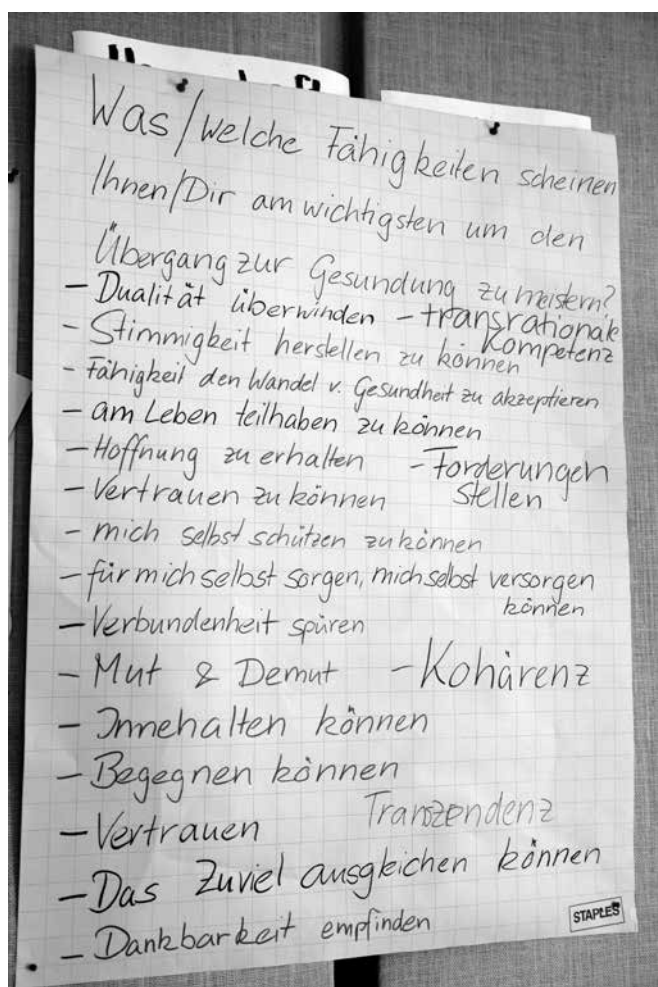 Was/welche Fähigkeiten scheinen
Ihnen/Dir am wichtigsten um den
Übergang zur Gesundung zu meistern?
- Dualität überwinden - transrationale
Kompetenz
- Stimmigkeit herstellen zu können
- Fähigkeit den Wandel v. Gesundheit zu akzeptieren
- am Leben teilhaben zu können
- Hoffnung zu erhalten - Forderungen
stellen
- Vertrauen zu können
- mich selbst schützen zu können
- für mich selbst sorgen, mich selbst versorgen
können
- Verbundenheit spüren
- Mut & Demut - Kohärenz
- Innehalten können
- Begegnen können
- Vertrauen Transzendenz
- Das Zuviel ausgleichen können
- Dankbarkeit empfinden
STAPLES